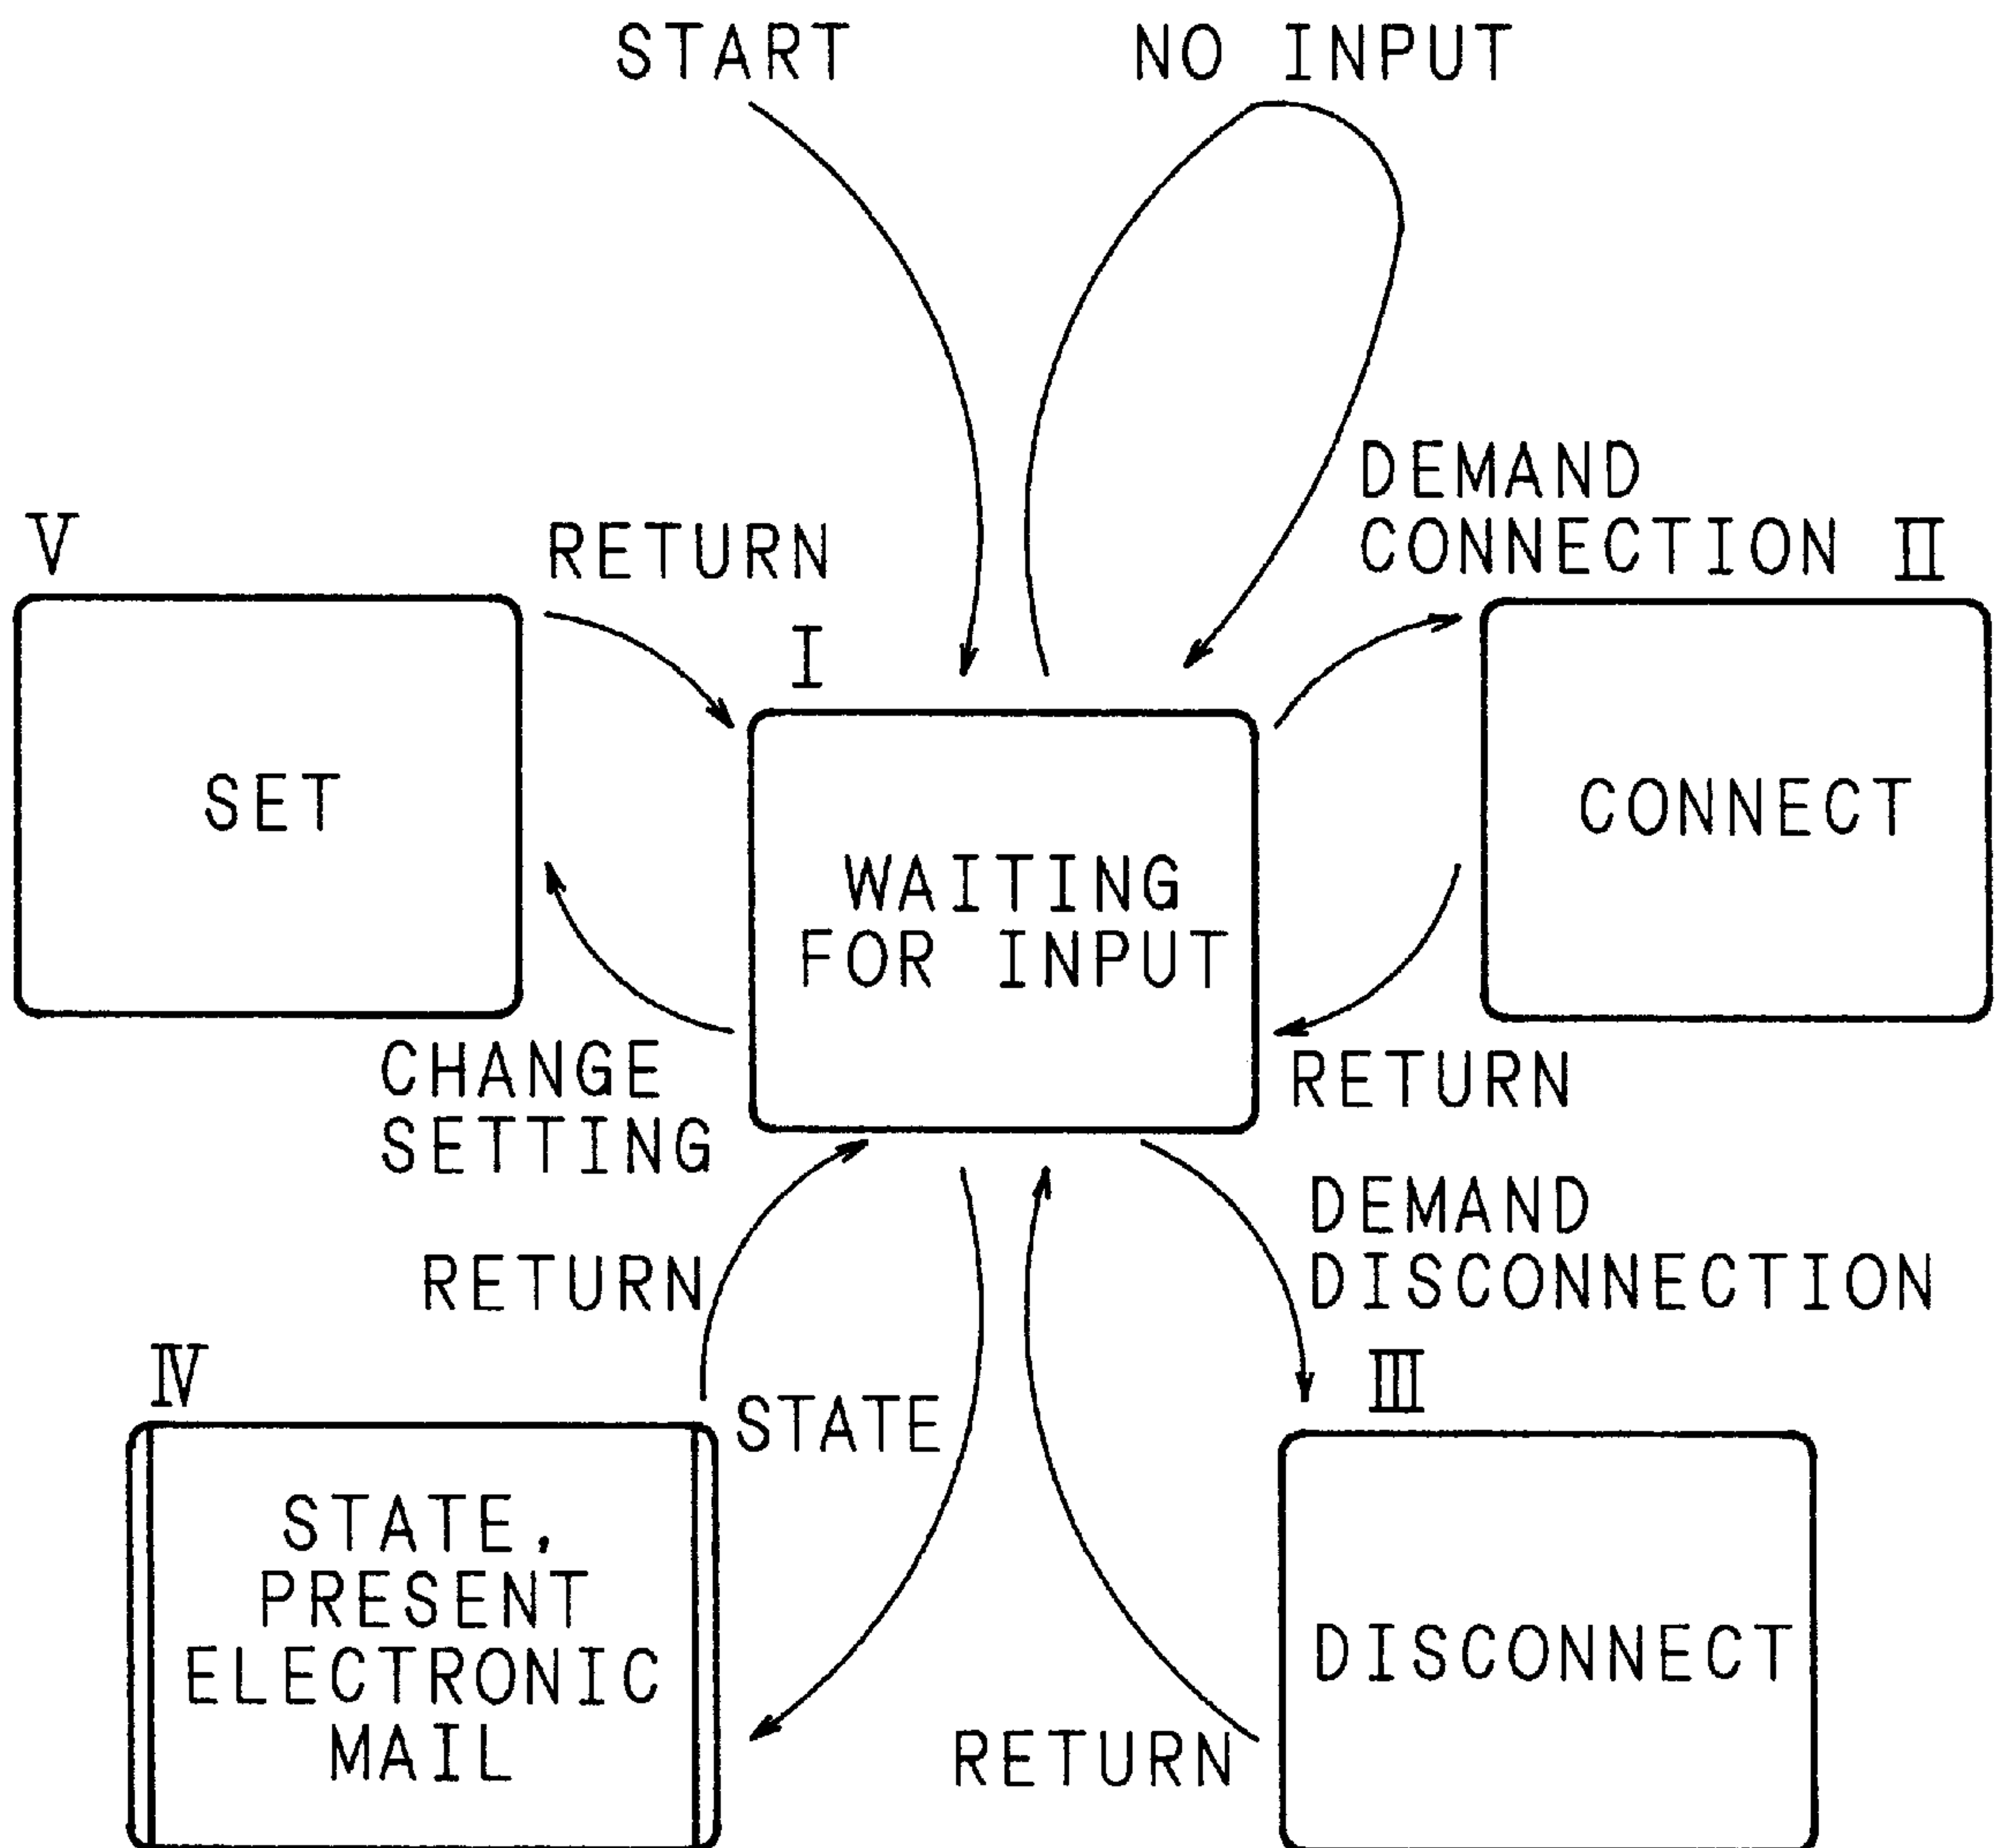 START
NO INPUT
DEMAND
CONNECTION
II
V
RETURN
I
SET
CONNECT
WAITING
FOR INPUT
CHANGE
SETTING
RETURN
DEMAND
DISCONNECTION
RETURN
IV
STATE
III
STATE,
PRESENT
ELECTRONIC
MAIL
DISCONNECT
RETURN